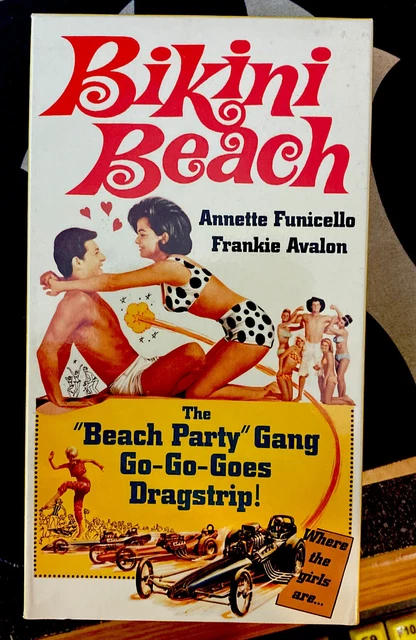 Bikini
Beach
Annette Funicello
Frankie Avalon
The
"Beach Party" Gang
Go-Go-Goes
Dragstrip!
Where
the
girls
are...